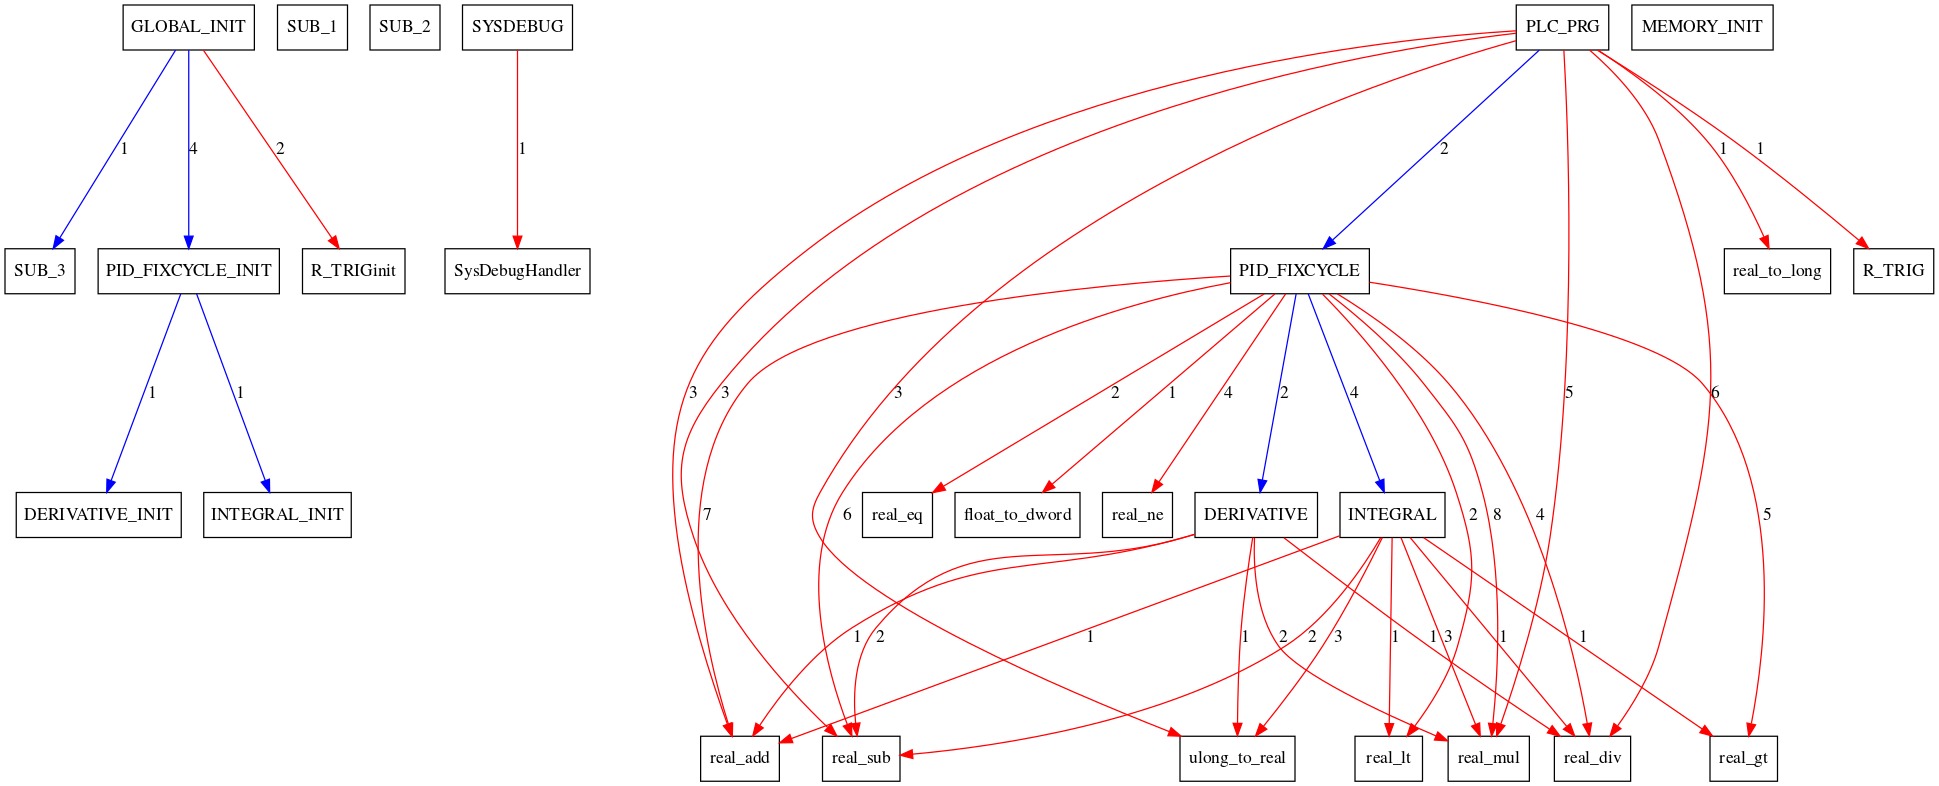 GLOBAL_INIT
SUB_1
SUB_2
SYSDEBUG
PLC_PRG
MEMORY_INIT
1
4
2
1
2
1
1
SUB_3
PID_FIXCYCLE_INIT
R_TRIGinit
SysDebugHandler
PID_FIXCYCLE
real_to_long
R_TRIG
1
1
3
3
3
2
1
4
2
4
5
6
DERIVATIVE_INIT
INTEGRAL_INIT
7
6
real_eq
float_to_dword
real_ne
DERIVATIVE
INTEGRAL
2
8
4
5
1
2
1
1
2
2
3
1
1
3
1
1
real_add
real_sub
ulong_to_real
real_lt
real_mul
real_div
real_gt